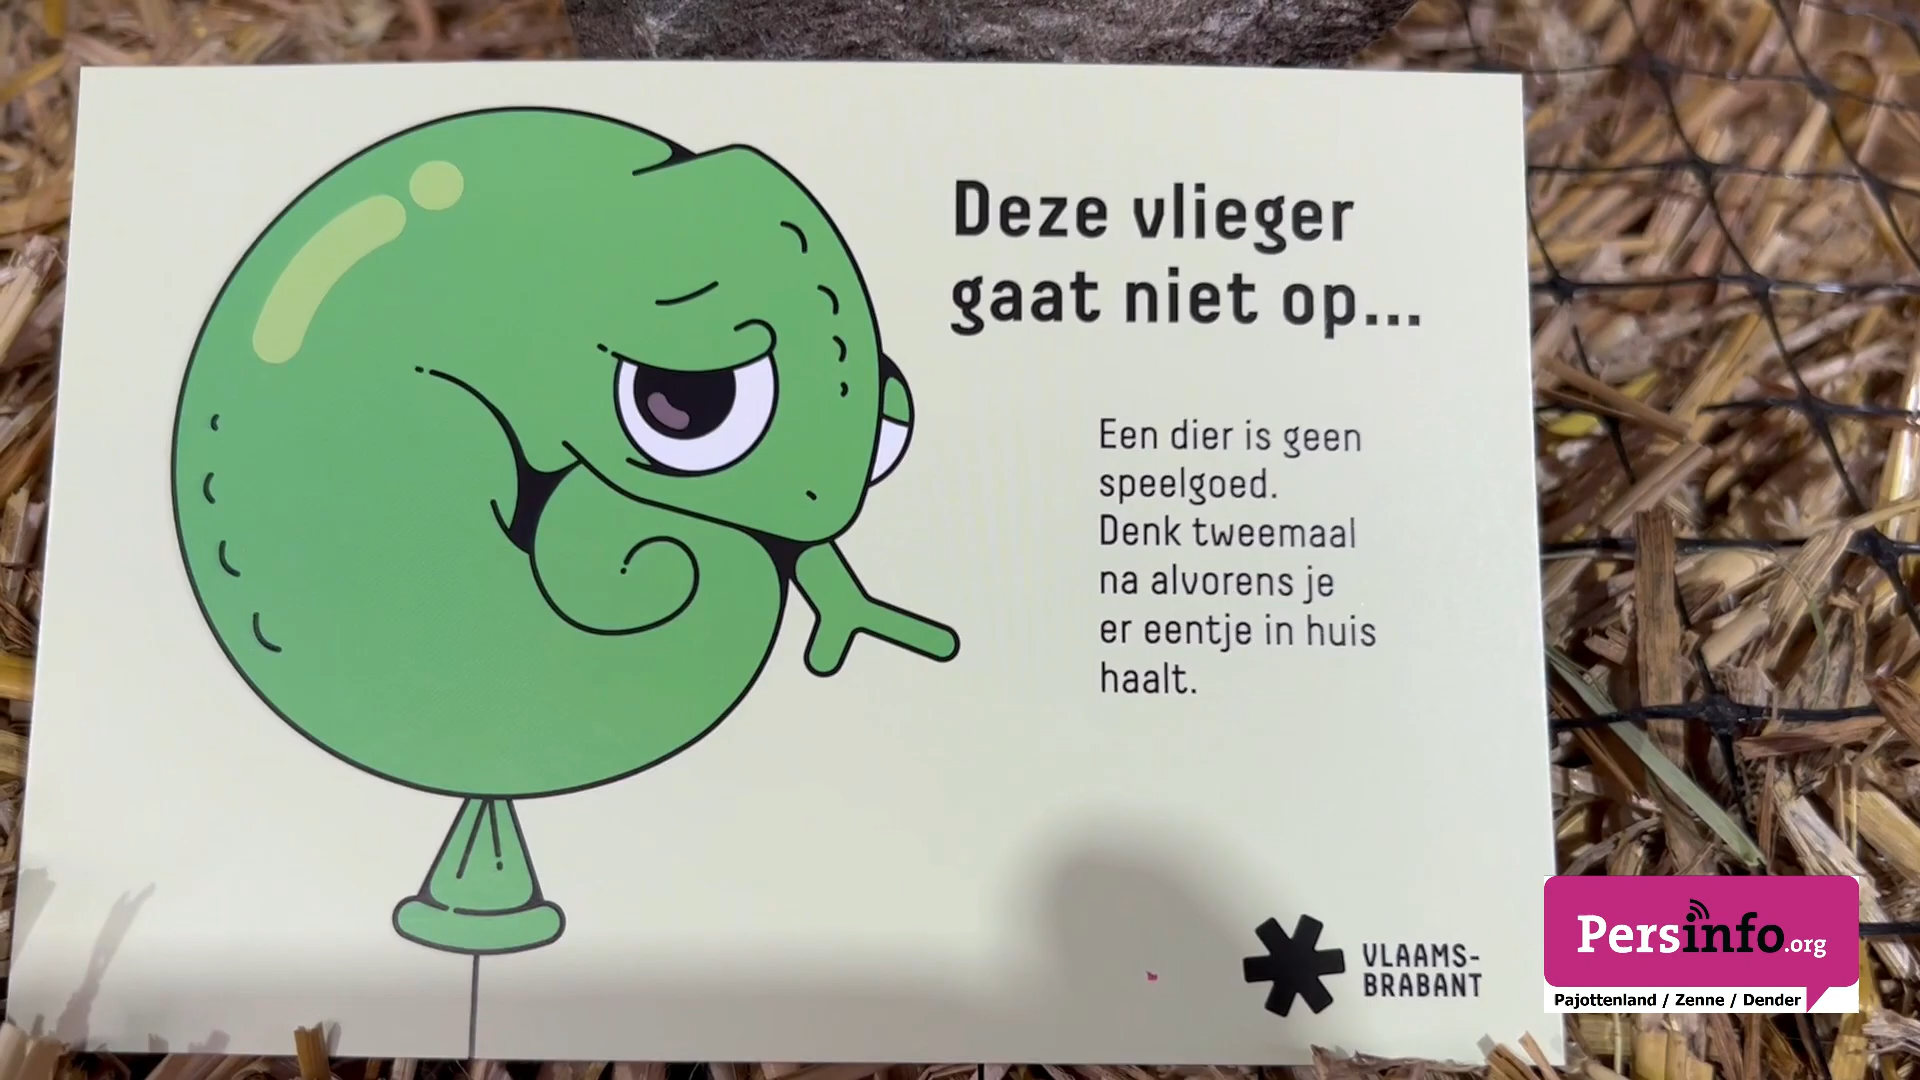 Deze vlieger
gaat niet op...
Een dier is geen
speelgoed.
Denk tweemaal
na alvorens je
er eentje in huis
haalt.
VLAAMS-
BRABANT
Persinfo.org
Pajottenland / Zenne / Dender